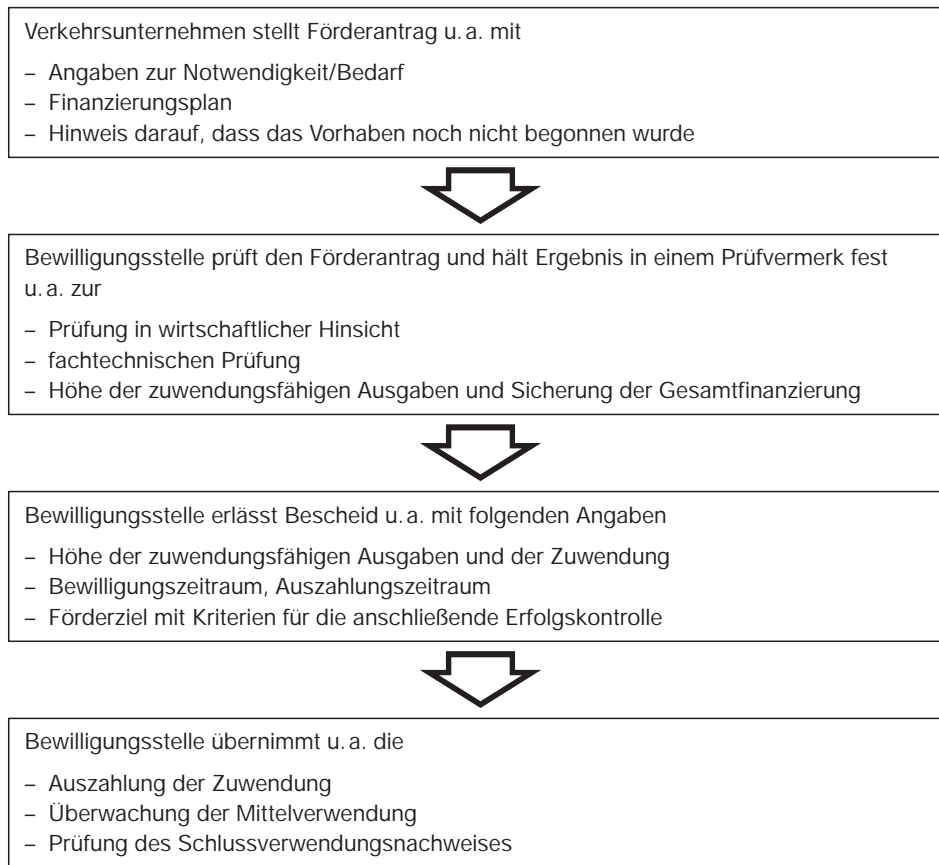 Verkehrsunternehmen stellt Förderantrag u. a. mit
– Angaben zur Notwendigkeit/Bedarf
– Finanzierungsplan
– Hinweis darauf, dass das Vorhaben noch nicht begonnen wurde
Bewilligungsstelle prüft den Förderantrag und hält Ergebnis in einem Prüfvermerk fest
u. a. zur
– Prüfung in wirtschaftlicher Hinsicht
– fachtechnischen Prüfung
– Höhe der zuwendungsfähigen Ausgaben und Sicherung der Gesamtfinanzierung
Bewilligungsstelle erlässt Bescheid u. a. mit folgenden Angaben
– Höhe der zuwendungsfähigen Ausgaben und der Zuwendung
– Bewilligungszeitraum, Auszahlungszeitraum
– Förderziel mit Kriterien für die anschließende Erfolgskontrolle
Bewilligungsstelle übernimmt u. a. die
– Auszahlung der Zuwendung
– Überwachung der Mittelverwendung
– Prüfung des Schlussverwendungsnachweises